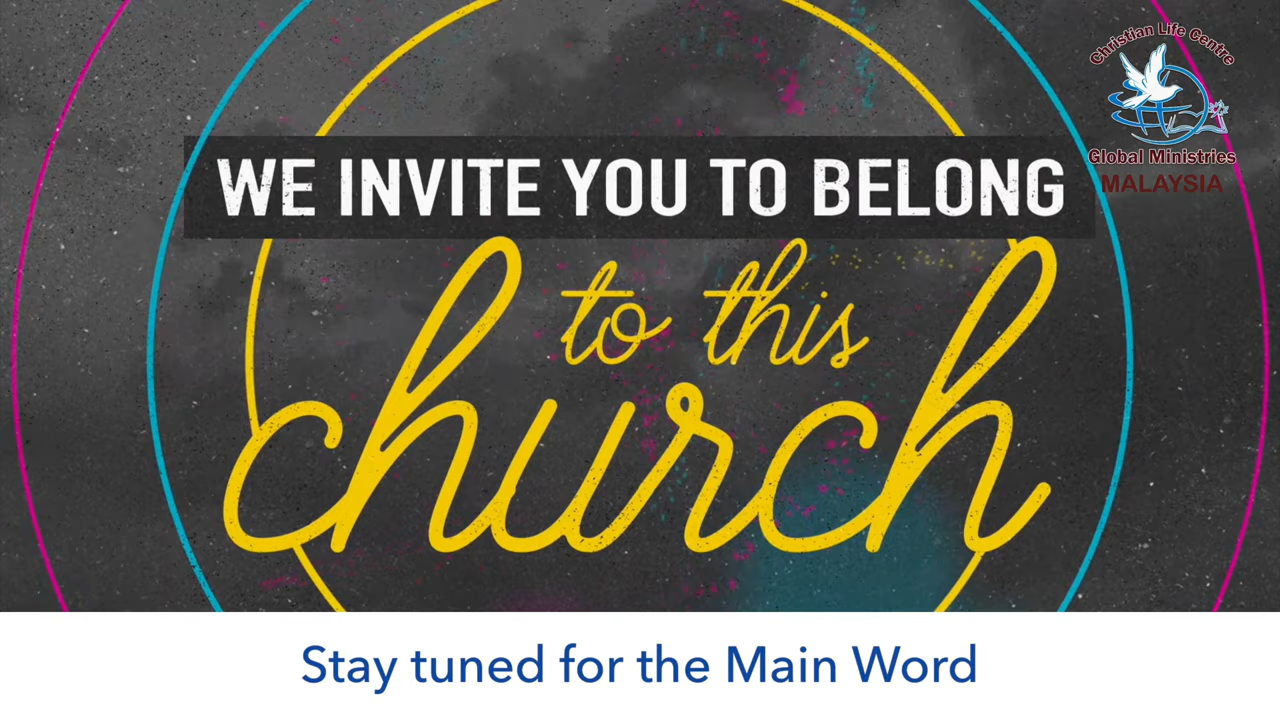 Christian Life Centre
Global Ministries
MALAYSIA
WE INVITE YOU TO BELONG
to this
church
Stay tuned for the Main Word